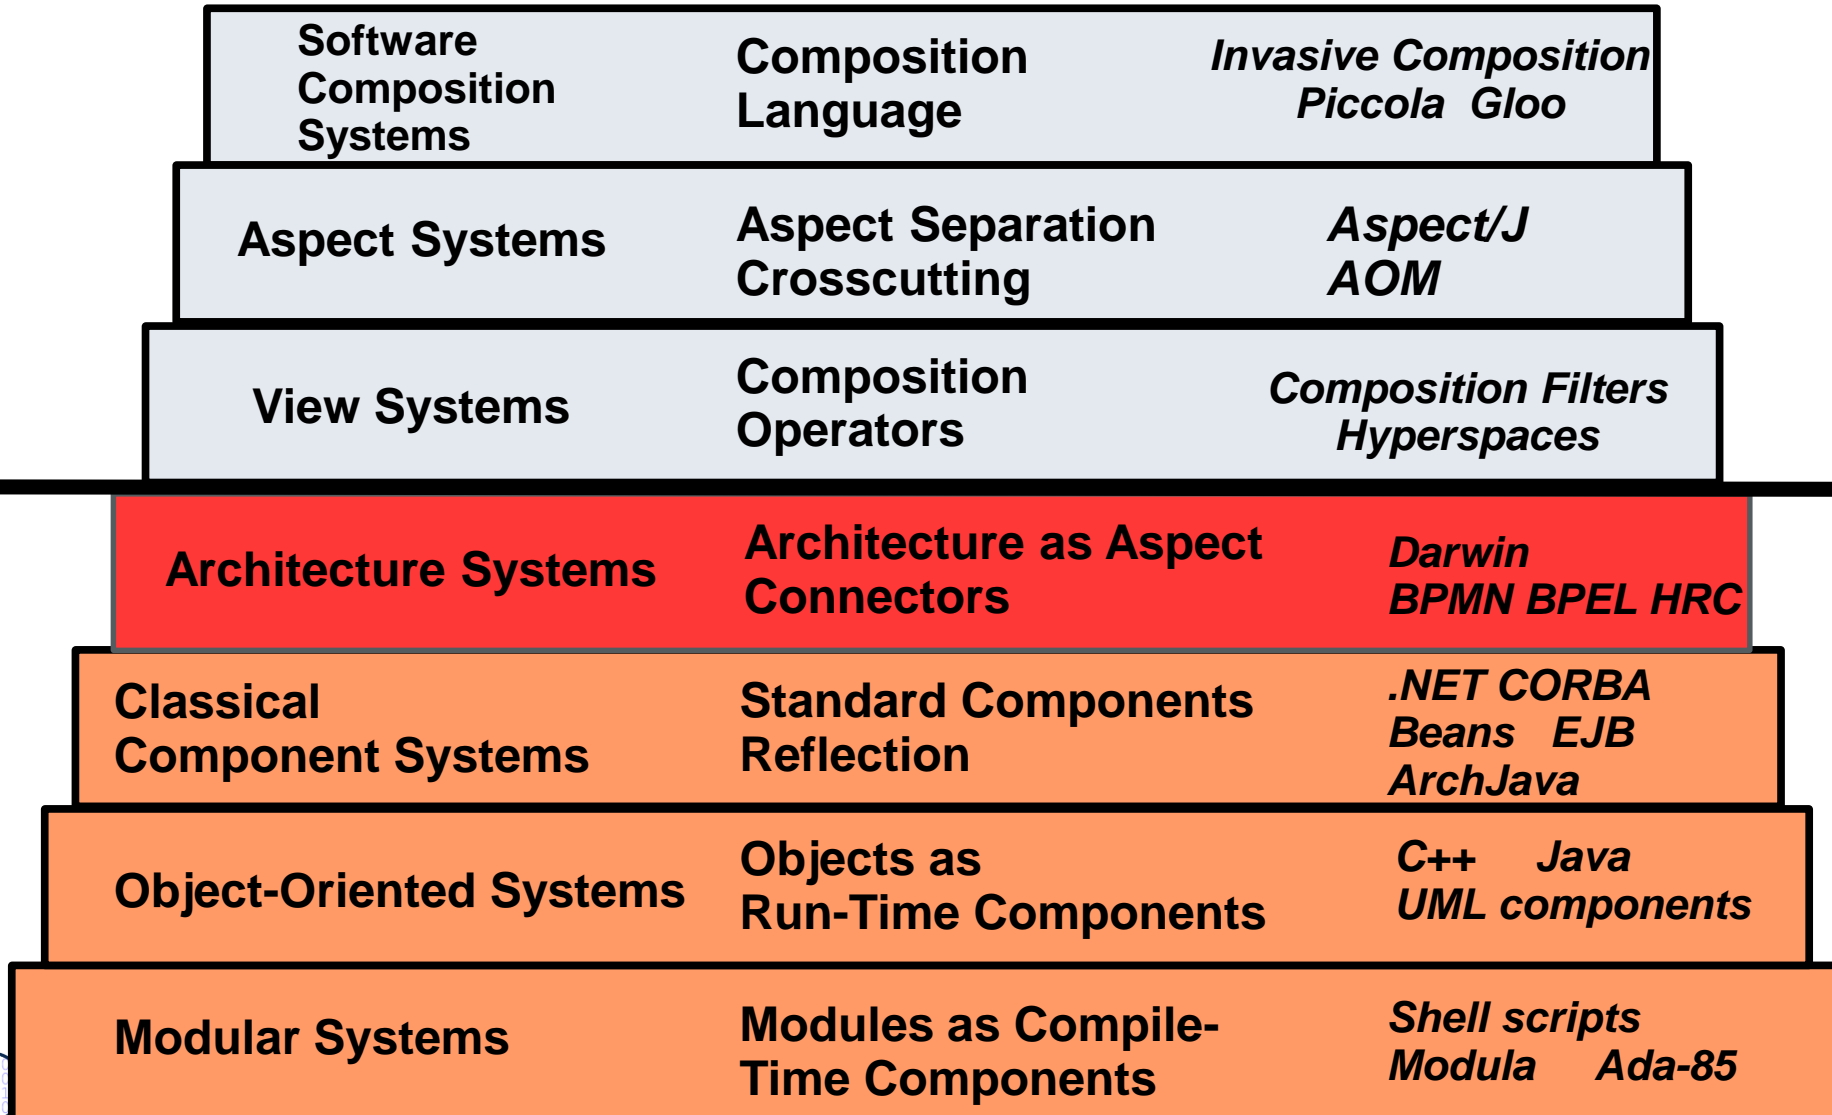 Software
Composition
Systems
Composition
Language
Invasive Composition
Piccola Gloo
Aspect Systems
Aspect Separation
Crosscutting
Aspect/J
AOM
View Systems
Composition
Operators
Composition Filters
Hyperspaces
Architecture Systems
Architecture as Aspect
Connectors
Darwin
BPMN BPEL HRC
Classical
Component Systems
Standard Components
Reflection
.NET CORBA
Beans EJB
ArchJava
Object-Oriented Systems
Objects as
Run-Time Components
C++ Java
UML components
Modular Systems
Modules as Compile-
Time Components
Shell scripts
Modula Ada-85